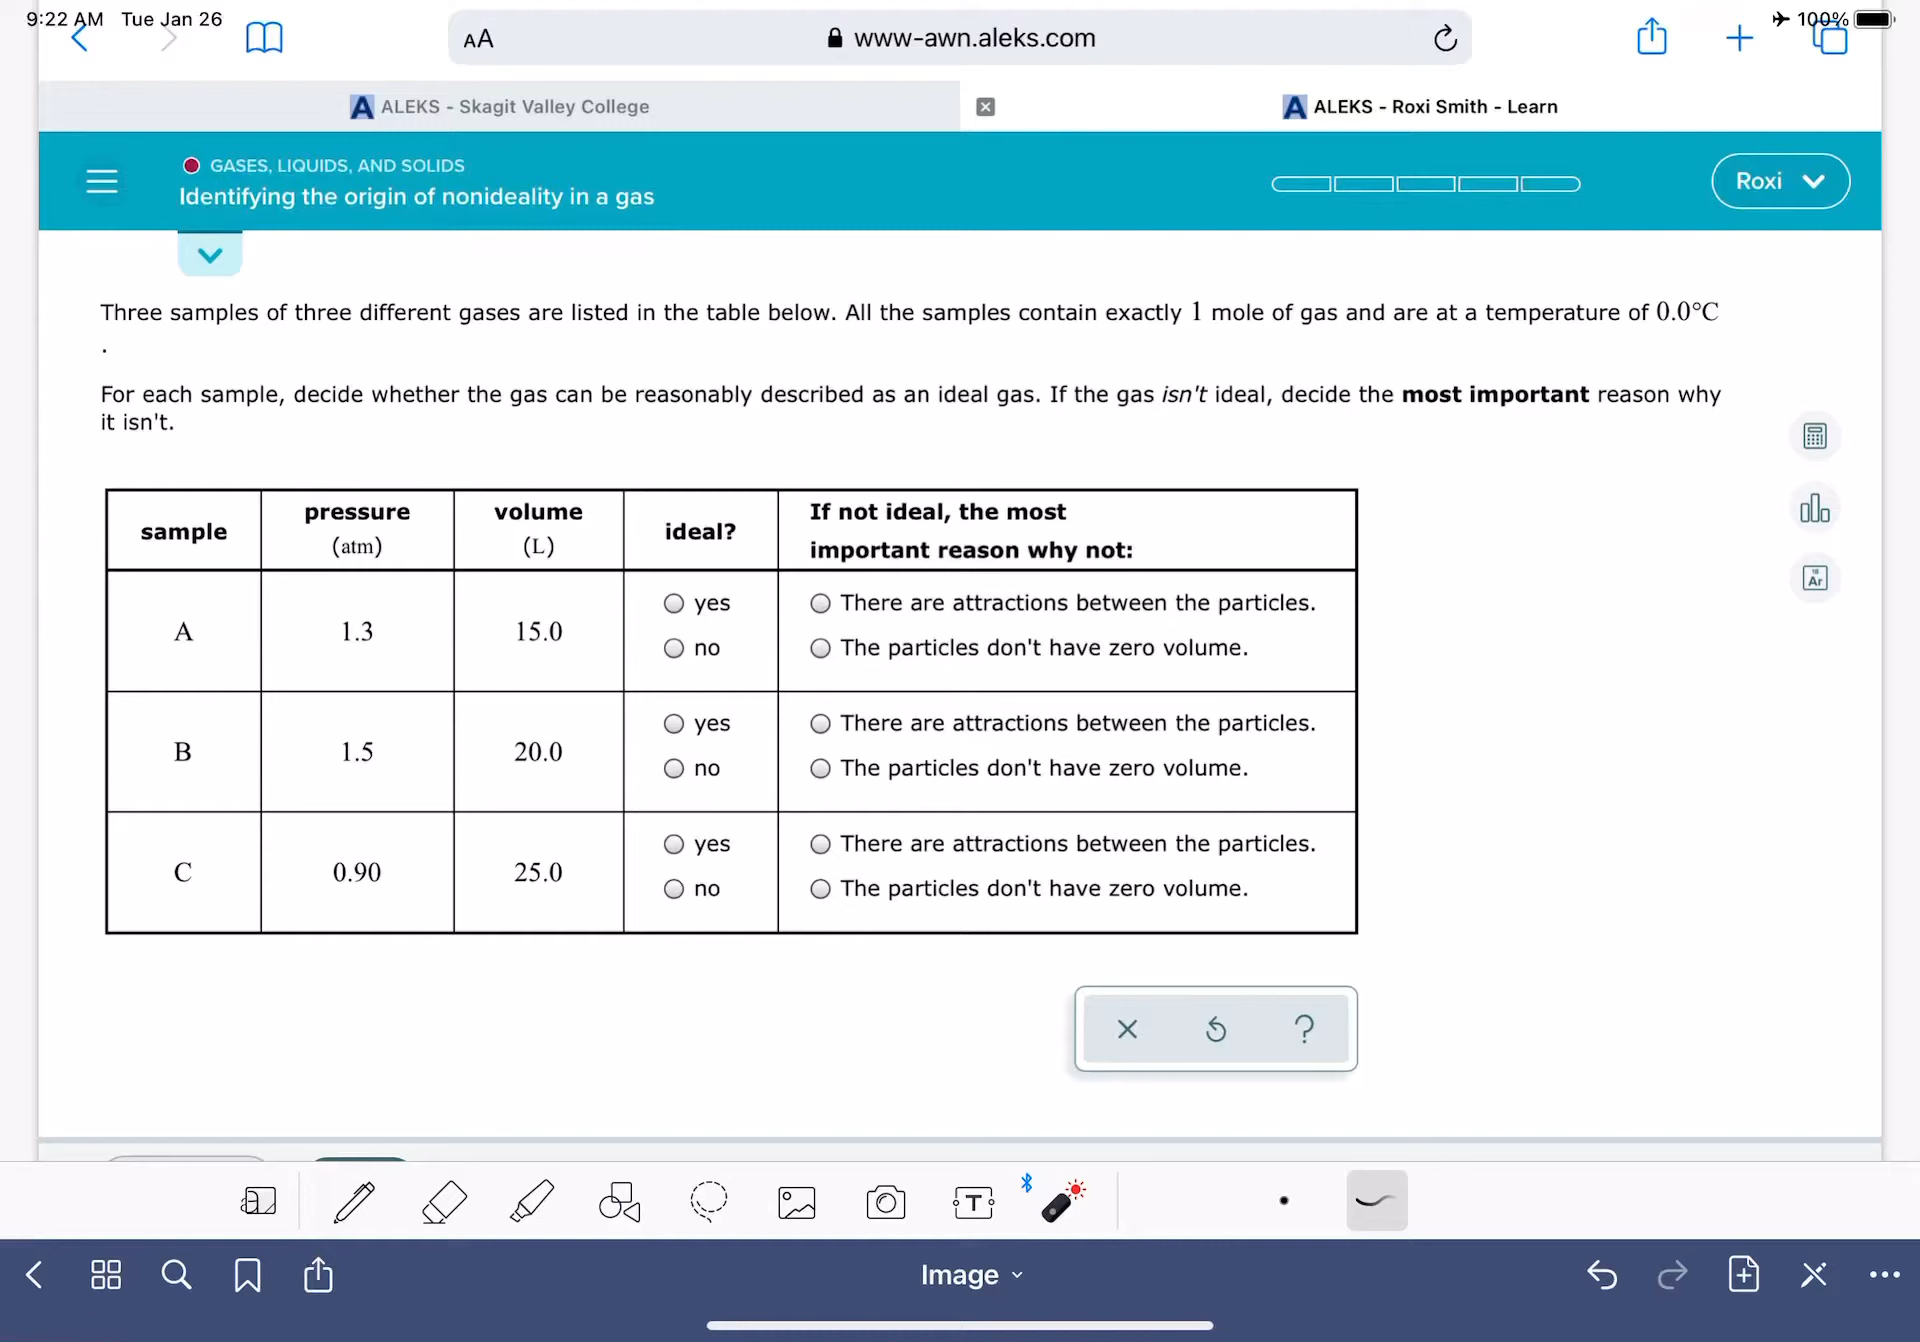 9:22 AM Tue Jan 26
100%
AA
www-awn.aleks.com
ALEKS - Skagit Valley College
ALEKS - Roxi Smith - Learn
GASES, LIQUIDS, AND SOLIDS
Identifying the origin of nonideality in a gas
Roxi
Three samples of three different gases are listed in the table below. All the samples contain exactly 1 mole of gas and are at a temperature of 0.0°C
.
For each sample, decide whether the gas can be reasonably described as an ideal gas. If the gas isn't ideal, decide the most important reason why
it isn't.
sample pressure (atm) volume (L) ideal? If not ideal, the most
important reason why not:
A 1.3 15.0
yes There are attractions between the particles.
no The particles don't have zero volume.
B 1.5 20.0
yes There are attractions between the particles.
no The particles don't have zero volume.
C 0.90 25.0
yes There are attractions between the particles.
no The particles don't have zero volume.
18
Ar
?
a
T
Image